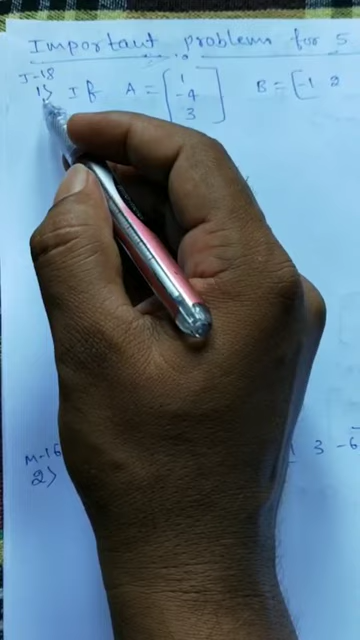 Important problems for 5
J-18
1> If A = [ 1 -4 3 ] B = [-1 2
M-16
2> 3 -6